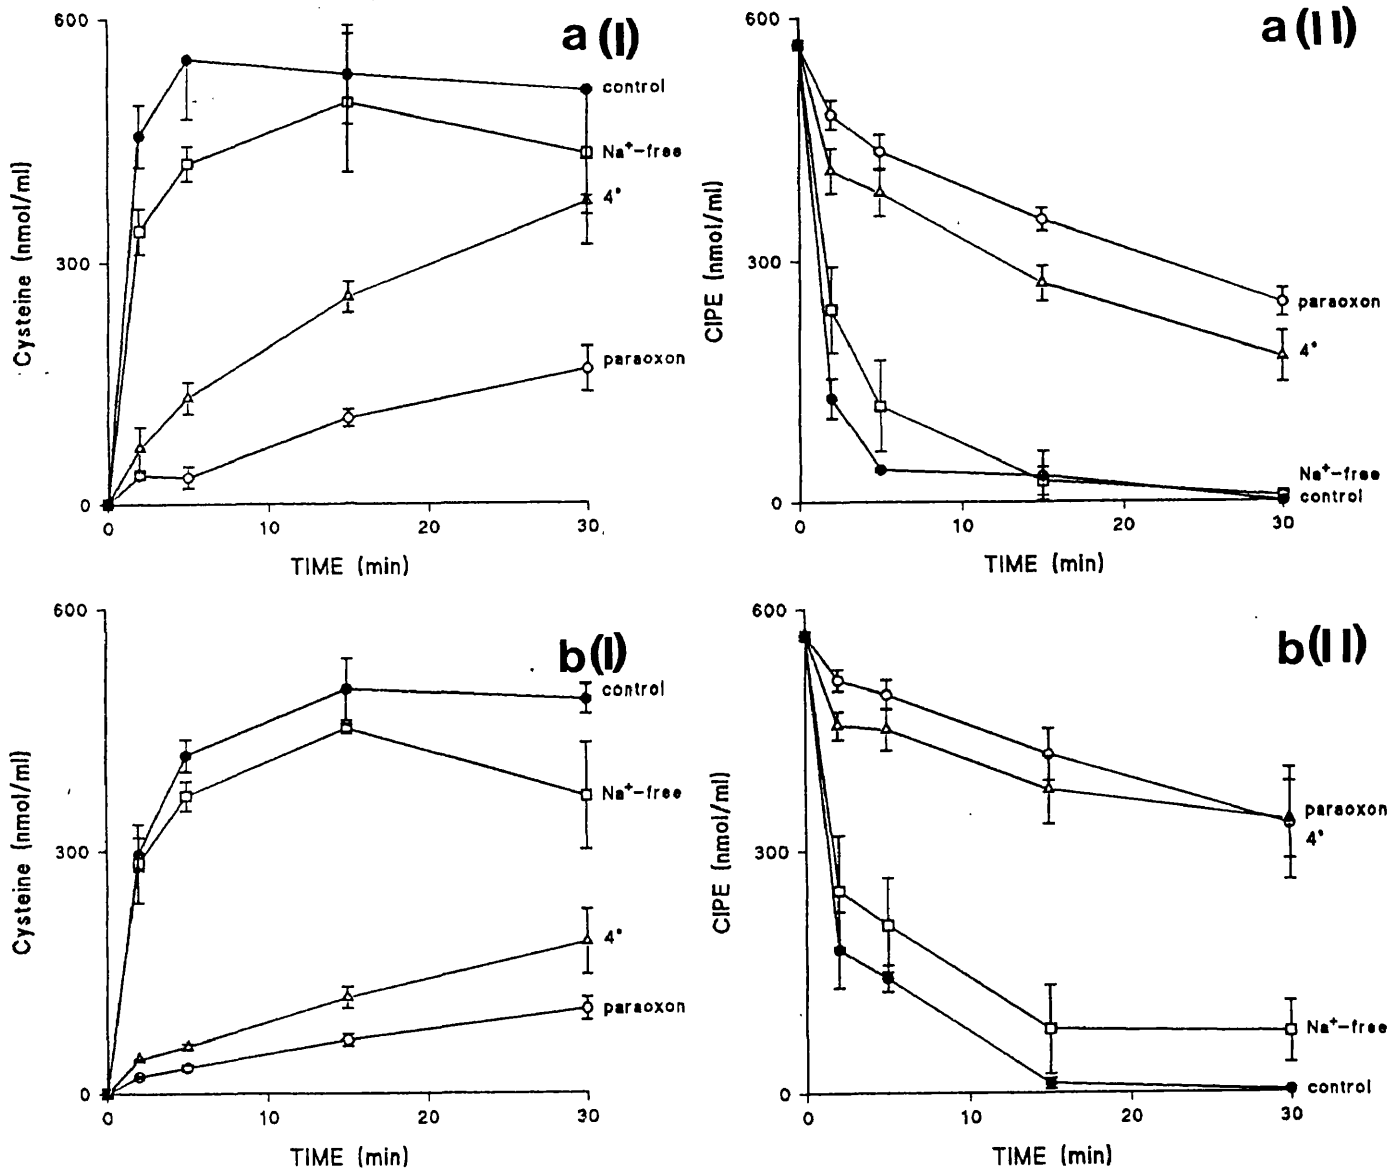 a (I)
600
300
0
0
10
20
30
Cysteine (nmol/ml)
TIME (min)
control
Na⁺-free
4°
paraoxon
a (II)
600
300
0
0
10
20
30
CIPE (nmol/ml)
TIME (min)
paraoxon
4°
Na⁺-free
control
b(I)
600
300
0
0
10
20
30
Cysteine (nmol/ml)
TIME (min)
control
Na⁺-free
4°
paraoxon
b(II)
600
300
0
0
10
20
30
CIPE (nmol/ml)
TIME (min)
paraoxon
4°
Na⁺-free
control